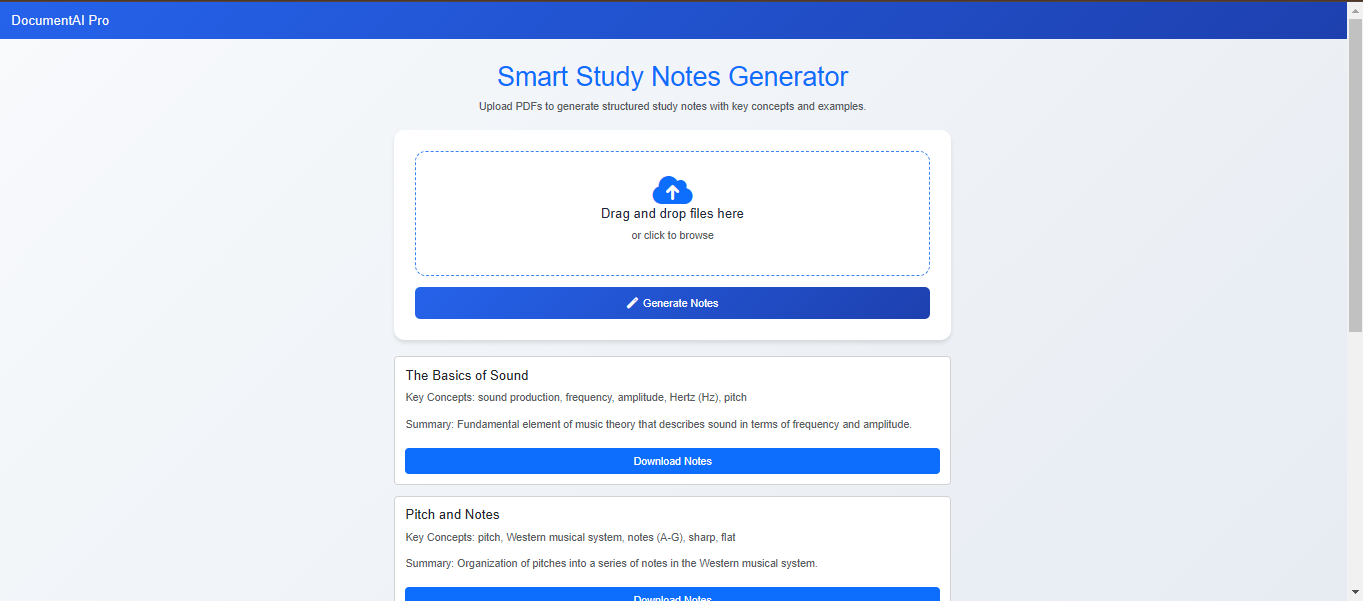 DocumentAI Pro
Smart Study Notes Generator
Upload PDFs to generate structured study notes with key concepts and examples.
Drag and drop files here
or click to browse
Generate Notes
The Basics of Sound
Key Concepts: sound production, frequency, amplitude, Hertz (Hz), pitch
Summary: Fundamental element of music theory that describes sound in terms of frequency and amplitude.
Download Notes
Pitch and Notes
Key Concepts: pitch, Western musical system, notes (A-G), sharp, flat
Summary: Organization of pitches into a series of notes in the Western musical system.
Download Notes